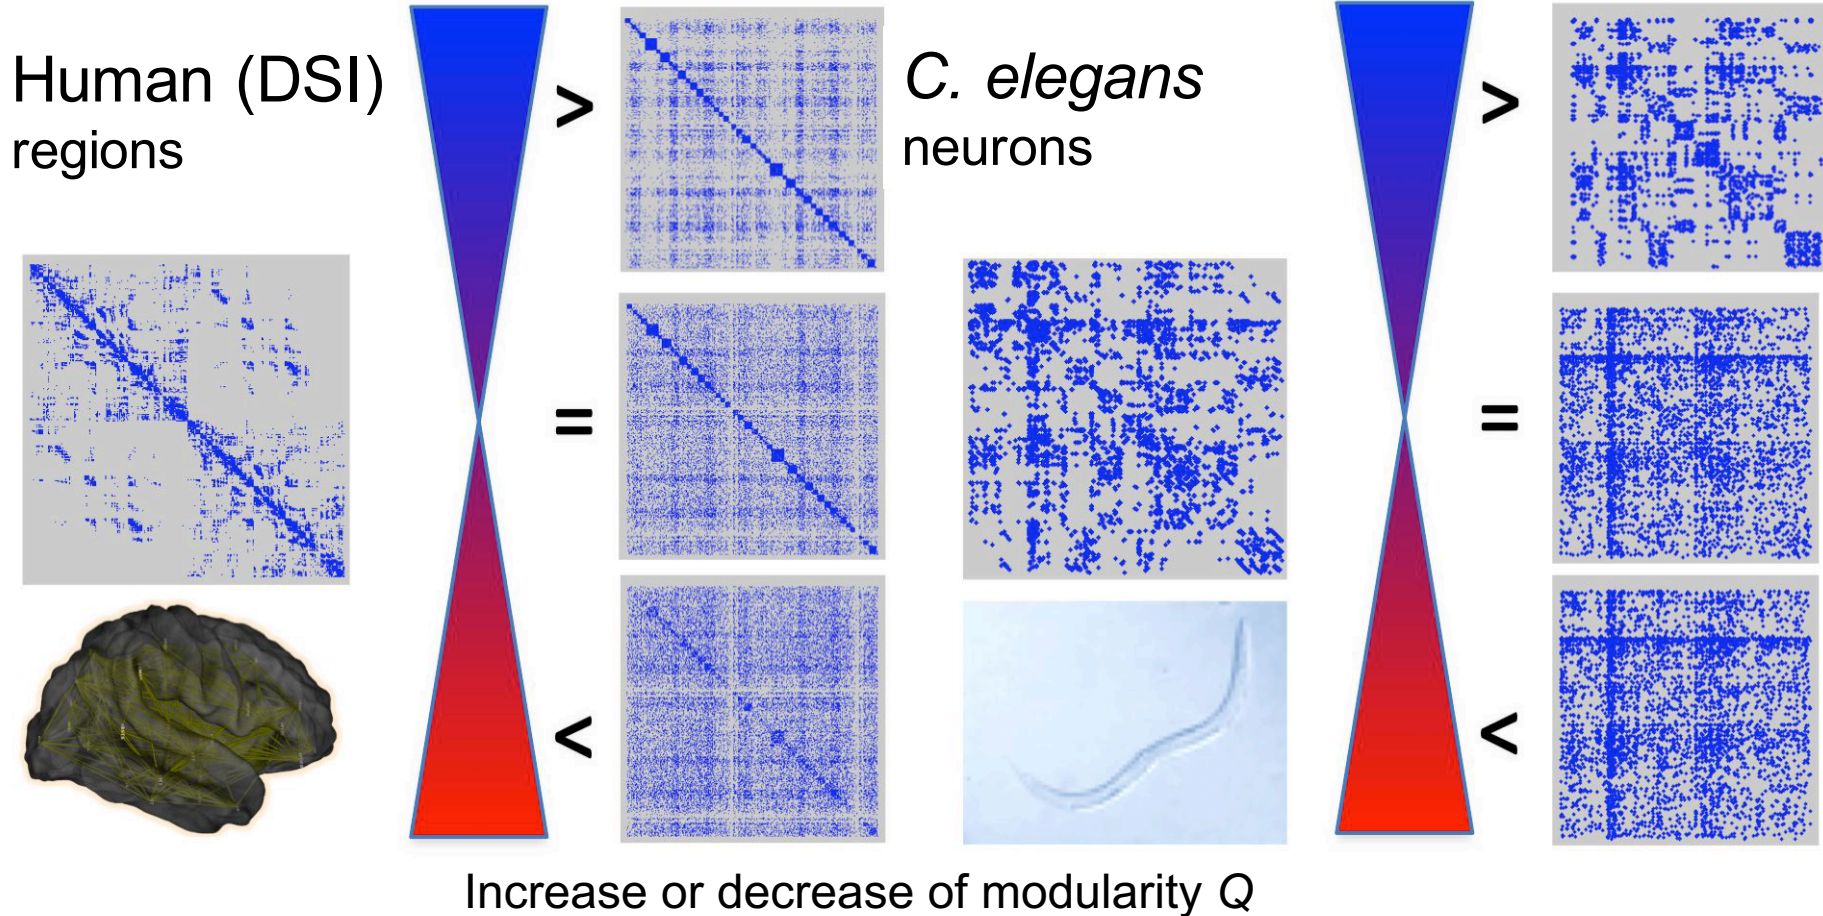 Human (DSI)
regions
>
=
<
C. elegans
neurons
>
=
<
Increase or decrease of modularity Q